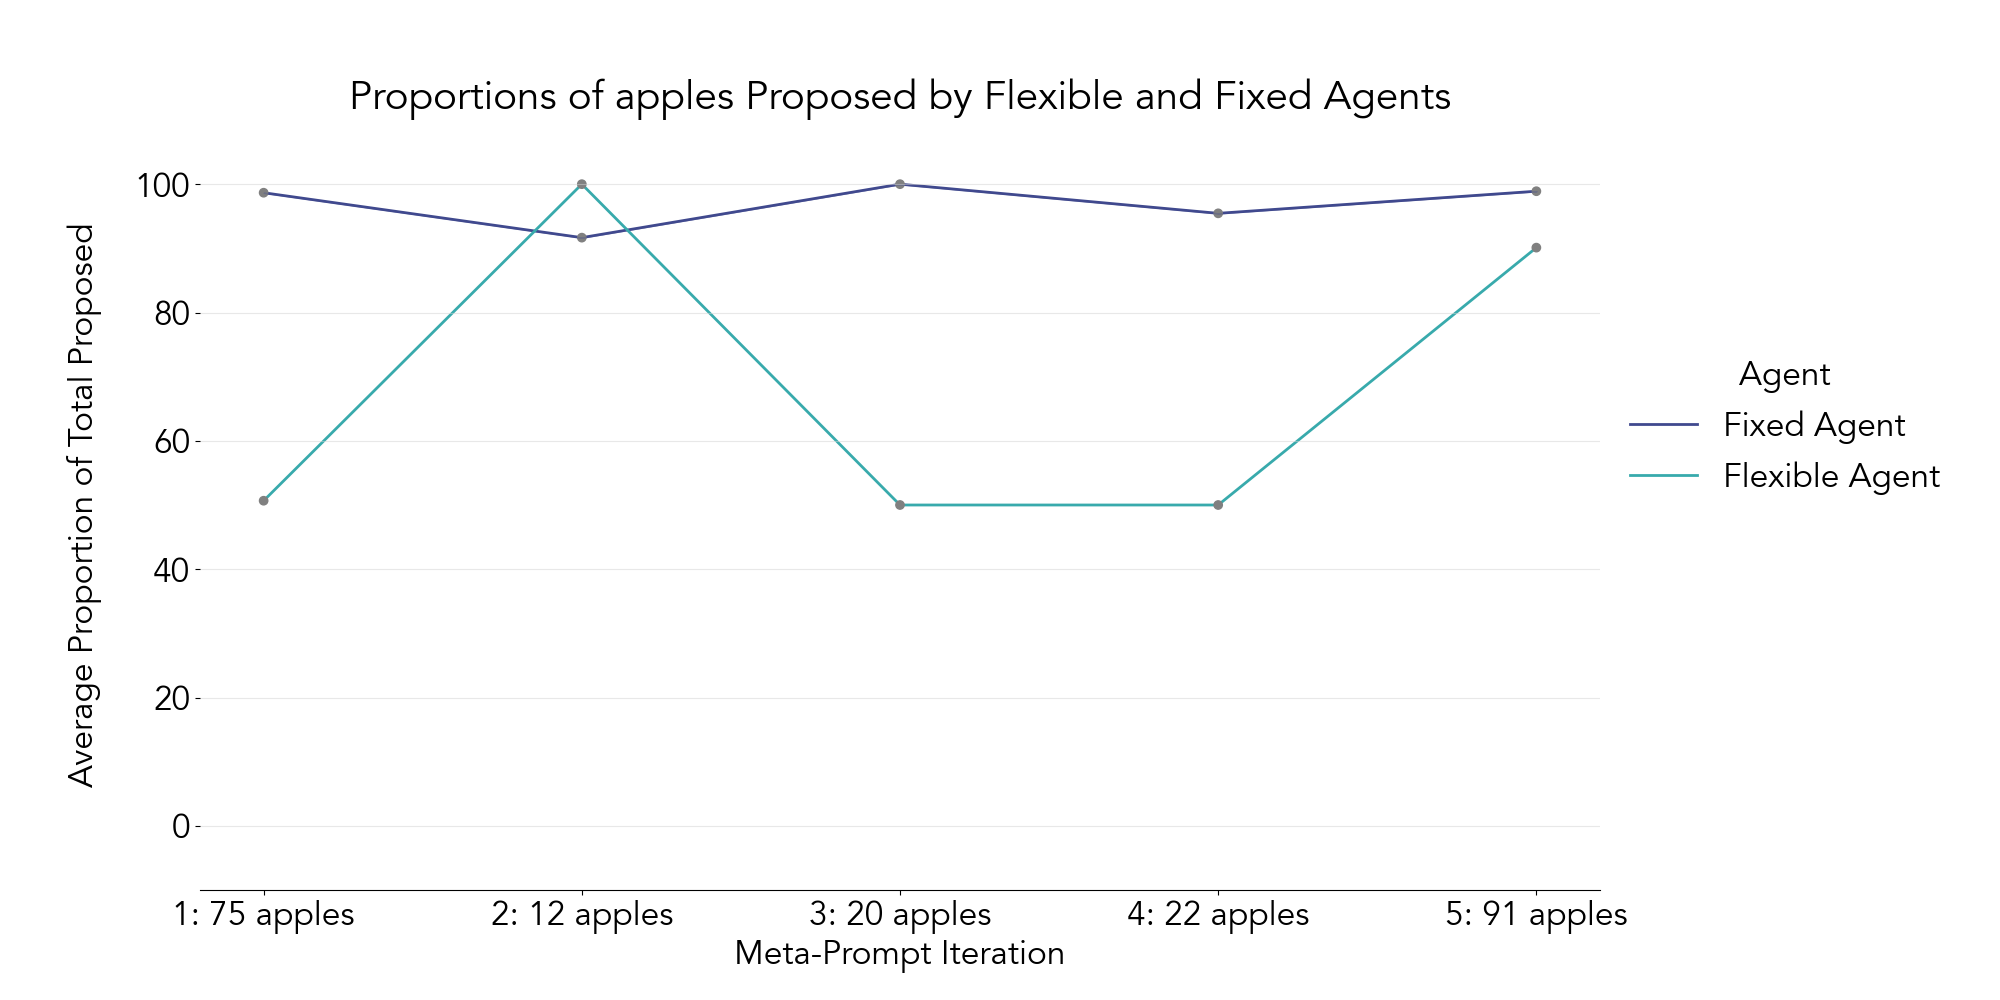 Proportions of apples Proposed by Flexible and Fixed Agents
Average Proportion of Total Proposed
100
80
60
40
20
0
1: 75 apples
2: 12 apples
3: 20 apples
4: 22 apples
5: 91 apples
Meta-Prompt Iteration
Agent
Fixed Agent
Flexible Agent